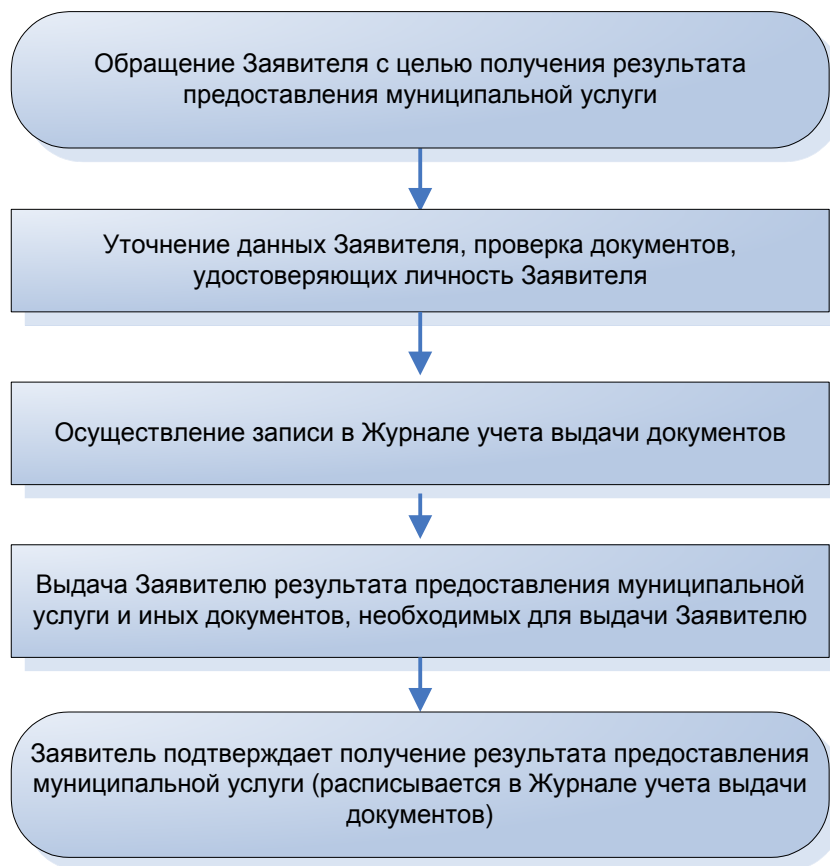 Обращение Заявителя с целью получения результата
предоставления муниципальной услуги
Уточнение данных Заявителя, проверка документов,
удостоверяющих личность Заявителя
Осуществление записи в Журнале учета выдачи документов
Выдача Заявителю результата предоставления муниципальной
услуги и иных документов, необходимых для выдачи Заявителю
Заявитель подтверждает получение результата предоставления
муниципальной услуги (расписывается в Журнале учета выдачи
документов)